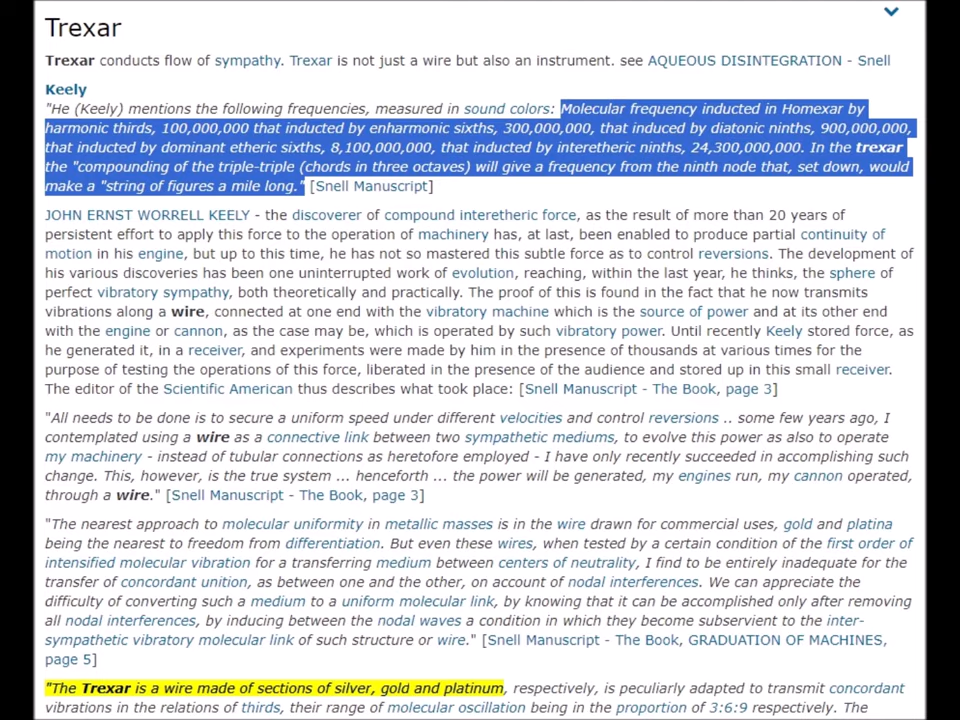 Trexar
Trexar conducts flow of sympathy. Trexar is not just a wire but also an instrument. see AQUEOUS DISINTEGRATION - Snell
Keely
"He (Keely) mentions the following frequencies, measured in sound colors: Molecular frequency inducted in Homexar by
harmonic thirds, 100,000,000 that inducted by enharmonic sixths, 300,000,000, that induced by diatonic ninths, 900,000,000,
that inducted by dominant etheric sixths, 8,100,000,000, that inducted by interetheric ninths, 24,300,000,000. In the trexar
the "compounding of the triple-triple (chords in three octaves) will give a frequency from the ninth node that, set down, would
make a "string of figures a mile long." [Snell Manuscript]
JOHN ERNST WORRELL KEELY - the discoverer of compound interetheric force, as the result of more than 20 years of
persistent effort to apply this force to the operation of machinery has, at last, been enabled to produce partial continuity of
motion in his engine, but up to this time, he has not so mastered this subtle force as to control reversions. The development of
his various discoveries has been one uninterrupted work of evolution, reaching, within the last year, he thinks, the sphere of
perfect vibratory sympathy, both theoretically and practically. The proof of this is found in the fact that he now transmits
vibrations along a wire, connected at one end with the vibratory machine which is the source of power and at its other end
with the engine or cannon, as the case may be, which is operated by such vibratory power. Until recently Keely stored force, as
he generated it, in a receiver, and experiments were made by him in the presence of thousands at various times for the
purpose of testing the operations of this force, liberated in the presence of the audience and stored up in this small receiver.
The editor of the Scientific American thus describes what took place: [Snell Manuscript - The Book, page 3]
"All needs to be done is to secure a uniform speed under different velocities and control reversions .. some few years ago, I
contemplated using a wire as a connective link between two sympathetic mediums, to evolve this power as also to operate
my machinery - instead of tubular connections as heretofore employed - I have only recently succeeded in accomplishing such
change. This, however, is the true system ... henceforth ... the power will be generated, my engines run, my cannon operated,
through a wire." [Snell Manuscript - The Book, page 3]
"The nearest approach to molecular uniformity in metallic masses is in the wire drawn for commercial uses, gold and platina
being the nearest to freedom from differentiation. But even these wires, when tested by a certain condition of the first order of
intensified molecular vibration for a transferring medium between centers of neutrality, I find to be entirely inadequate for the
transfer of concordant unition, as between one and the other, on account of nodal interferences. We can appreciate the
difficulty of converting such a medium to a uniform molecular link, by knowing that it can be accomplished only after removing
all nodal interferences, by inducing between the nodal waves a condition in which they become subservient to the inter-
sympathetic vibratory molecular link of such structure or wire." [Snell Manuscript - The Book, GRADUATION OF MACHINES,
page 5]
"The Trexar is a wire made of sections of silver, gold and platinum, respectively, is peculiarly adapted to transmit concordant
vibrations in the relations of thirds, their range of molecular oscillation being in the proportion of 3:6:9 respectively. The